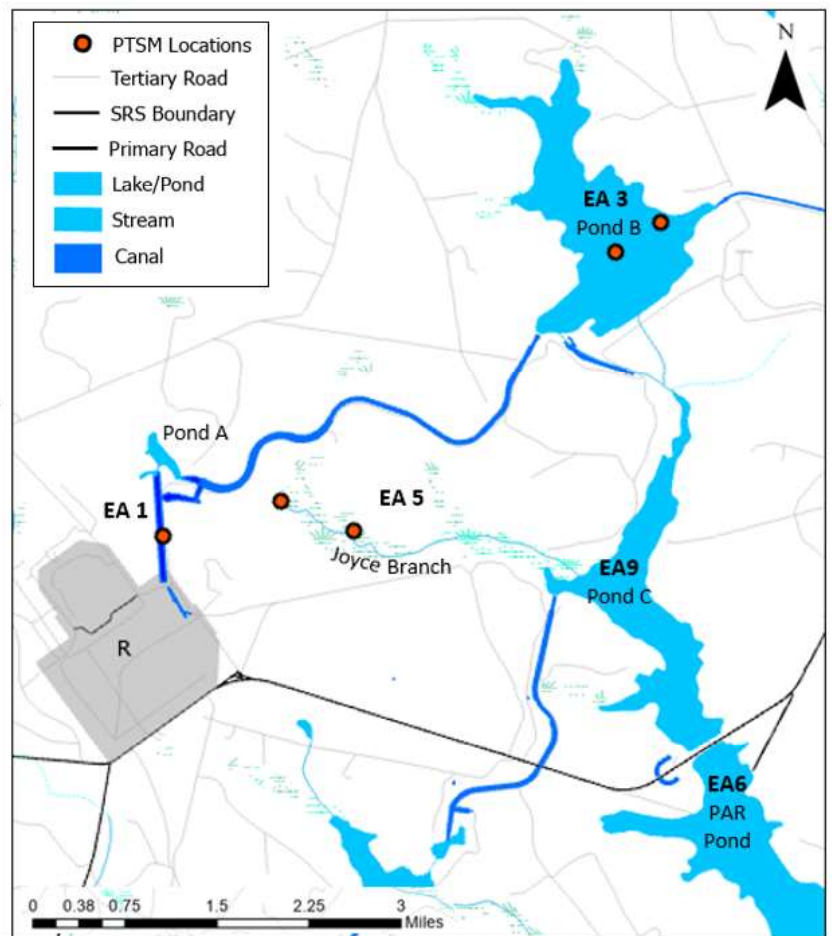 PTSM Locations
Tertiary Road
SRS Boundary
Primary Road
Lake/Pond
Stream
Canal
N
EA 3
Pond B
Pond A
EA 1
EA 5
Joyce Branch
EA9
Pond C
R
EA6
PAR
Pond
0 0.38 0.75 1.5 2.25 3
Miles